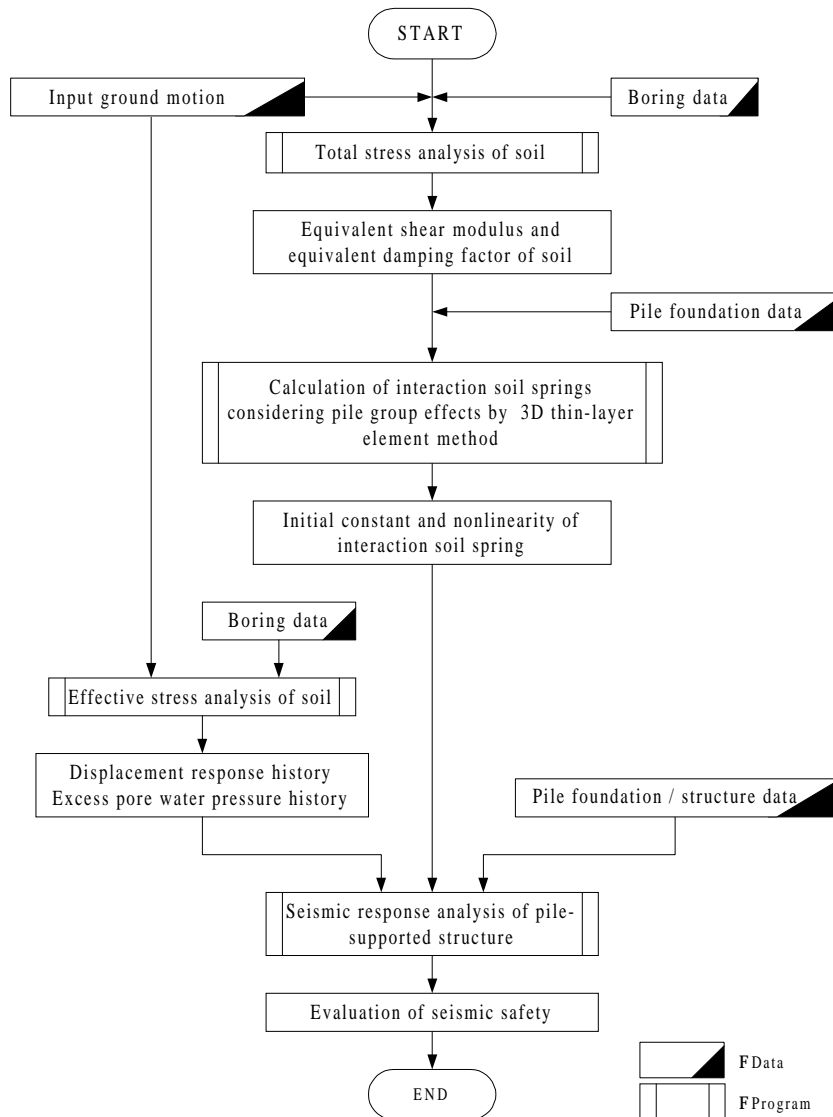 START
Input ground motion
Boring data
Total stress analysis of soil
Equivalent shear modulus and
equivalent damping factor of soil
Pile foundation data
Calculation of interaction soil springs
considering pile group effects by 3D thin-layer
element method
Initial constant and nonlinearity of
interaction soil spring
Boring data
Effective stress analysis of soil
Displacement response history
Excess pore water pressure history
Pile foundation / structure data
Seismic response analysis of pile-
supported structure
Evaluation of seismic safety
END
FData
FProgram